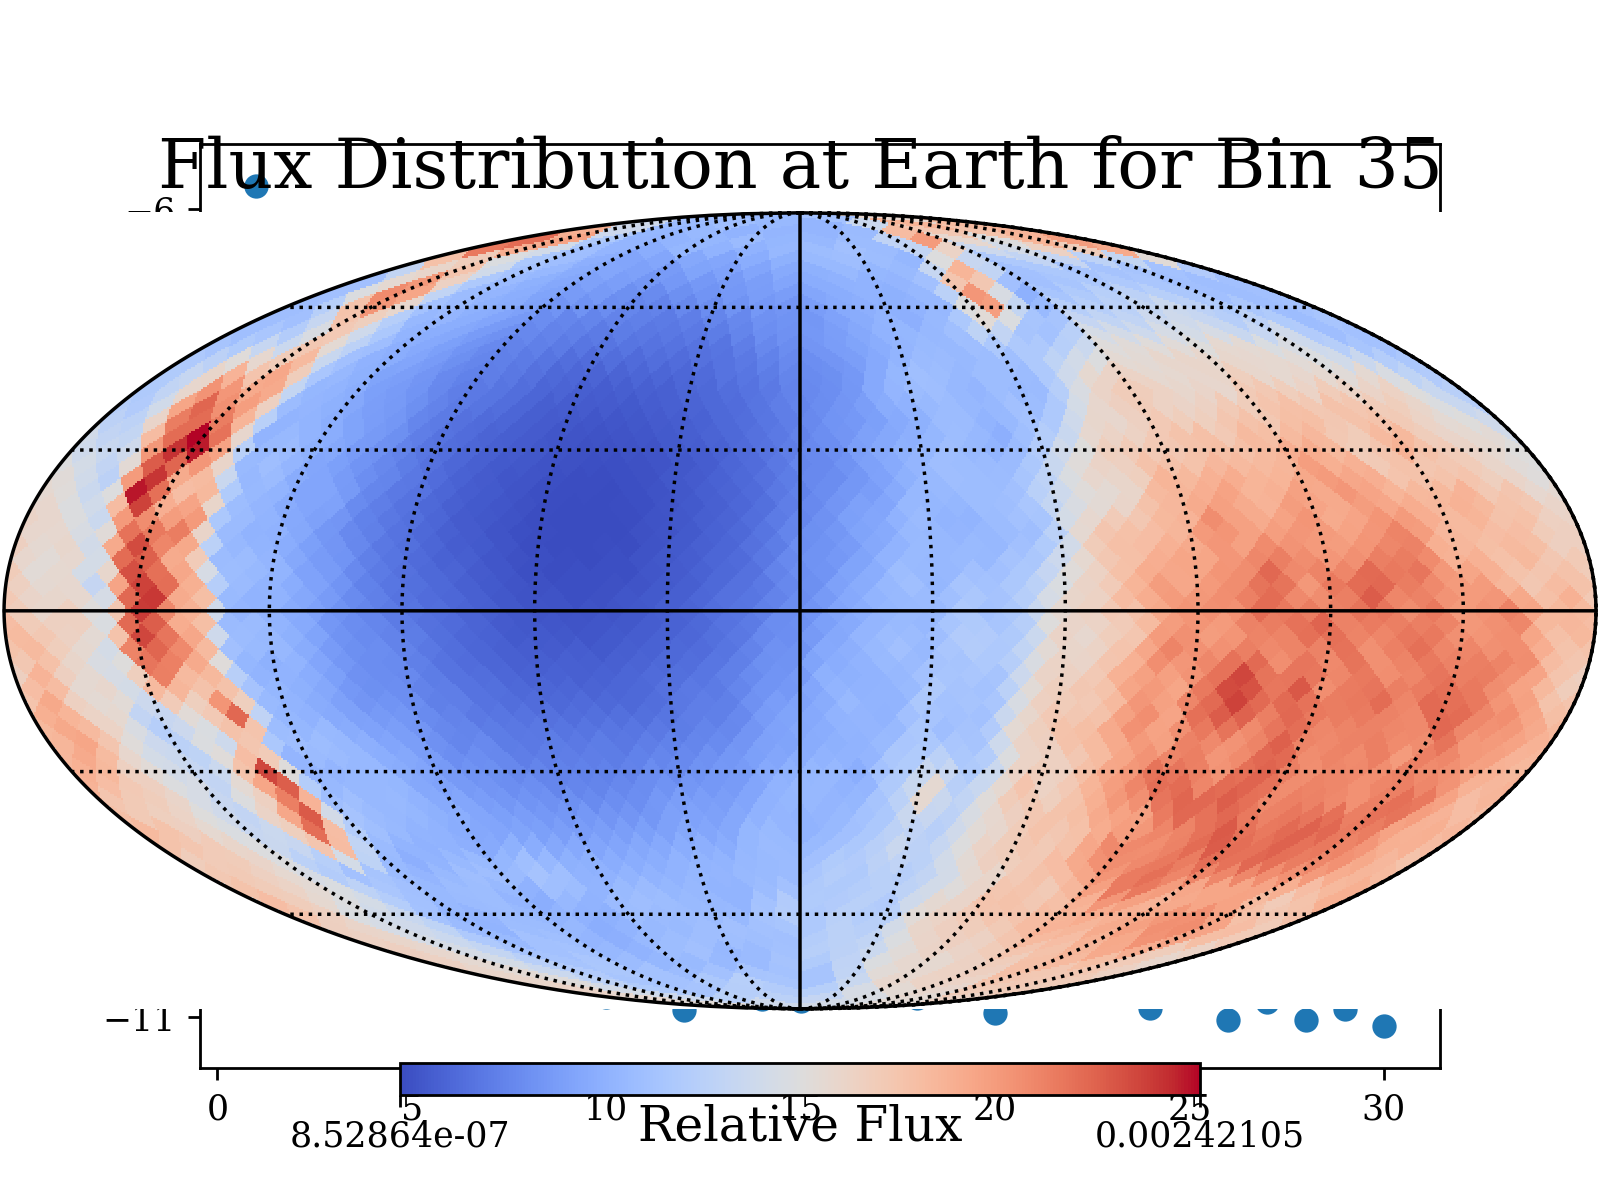 Flux Distribution at Earth for Bin 35
−6
−11
0 5 10 15 20 25 30
8.52864e-07 Relative Flux 0.00242105